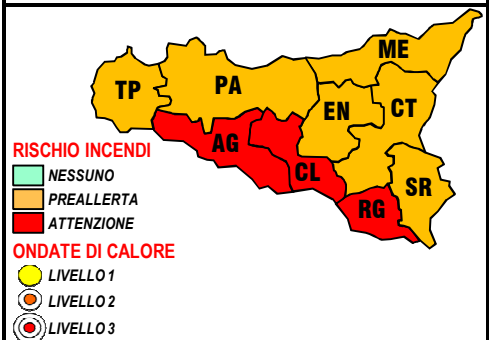 ME
TP
PA
EN
CT
AG
CL
SR
RG
RISCHIO INCENDI
NESSUNO
PREALLERTA
ATTENZIONE
ONDATE DI CALORE
LIVELLO 1
LIVELLO 2
LIVELLO 3